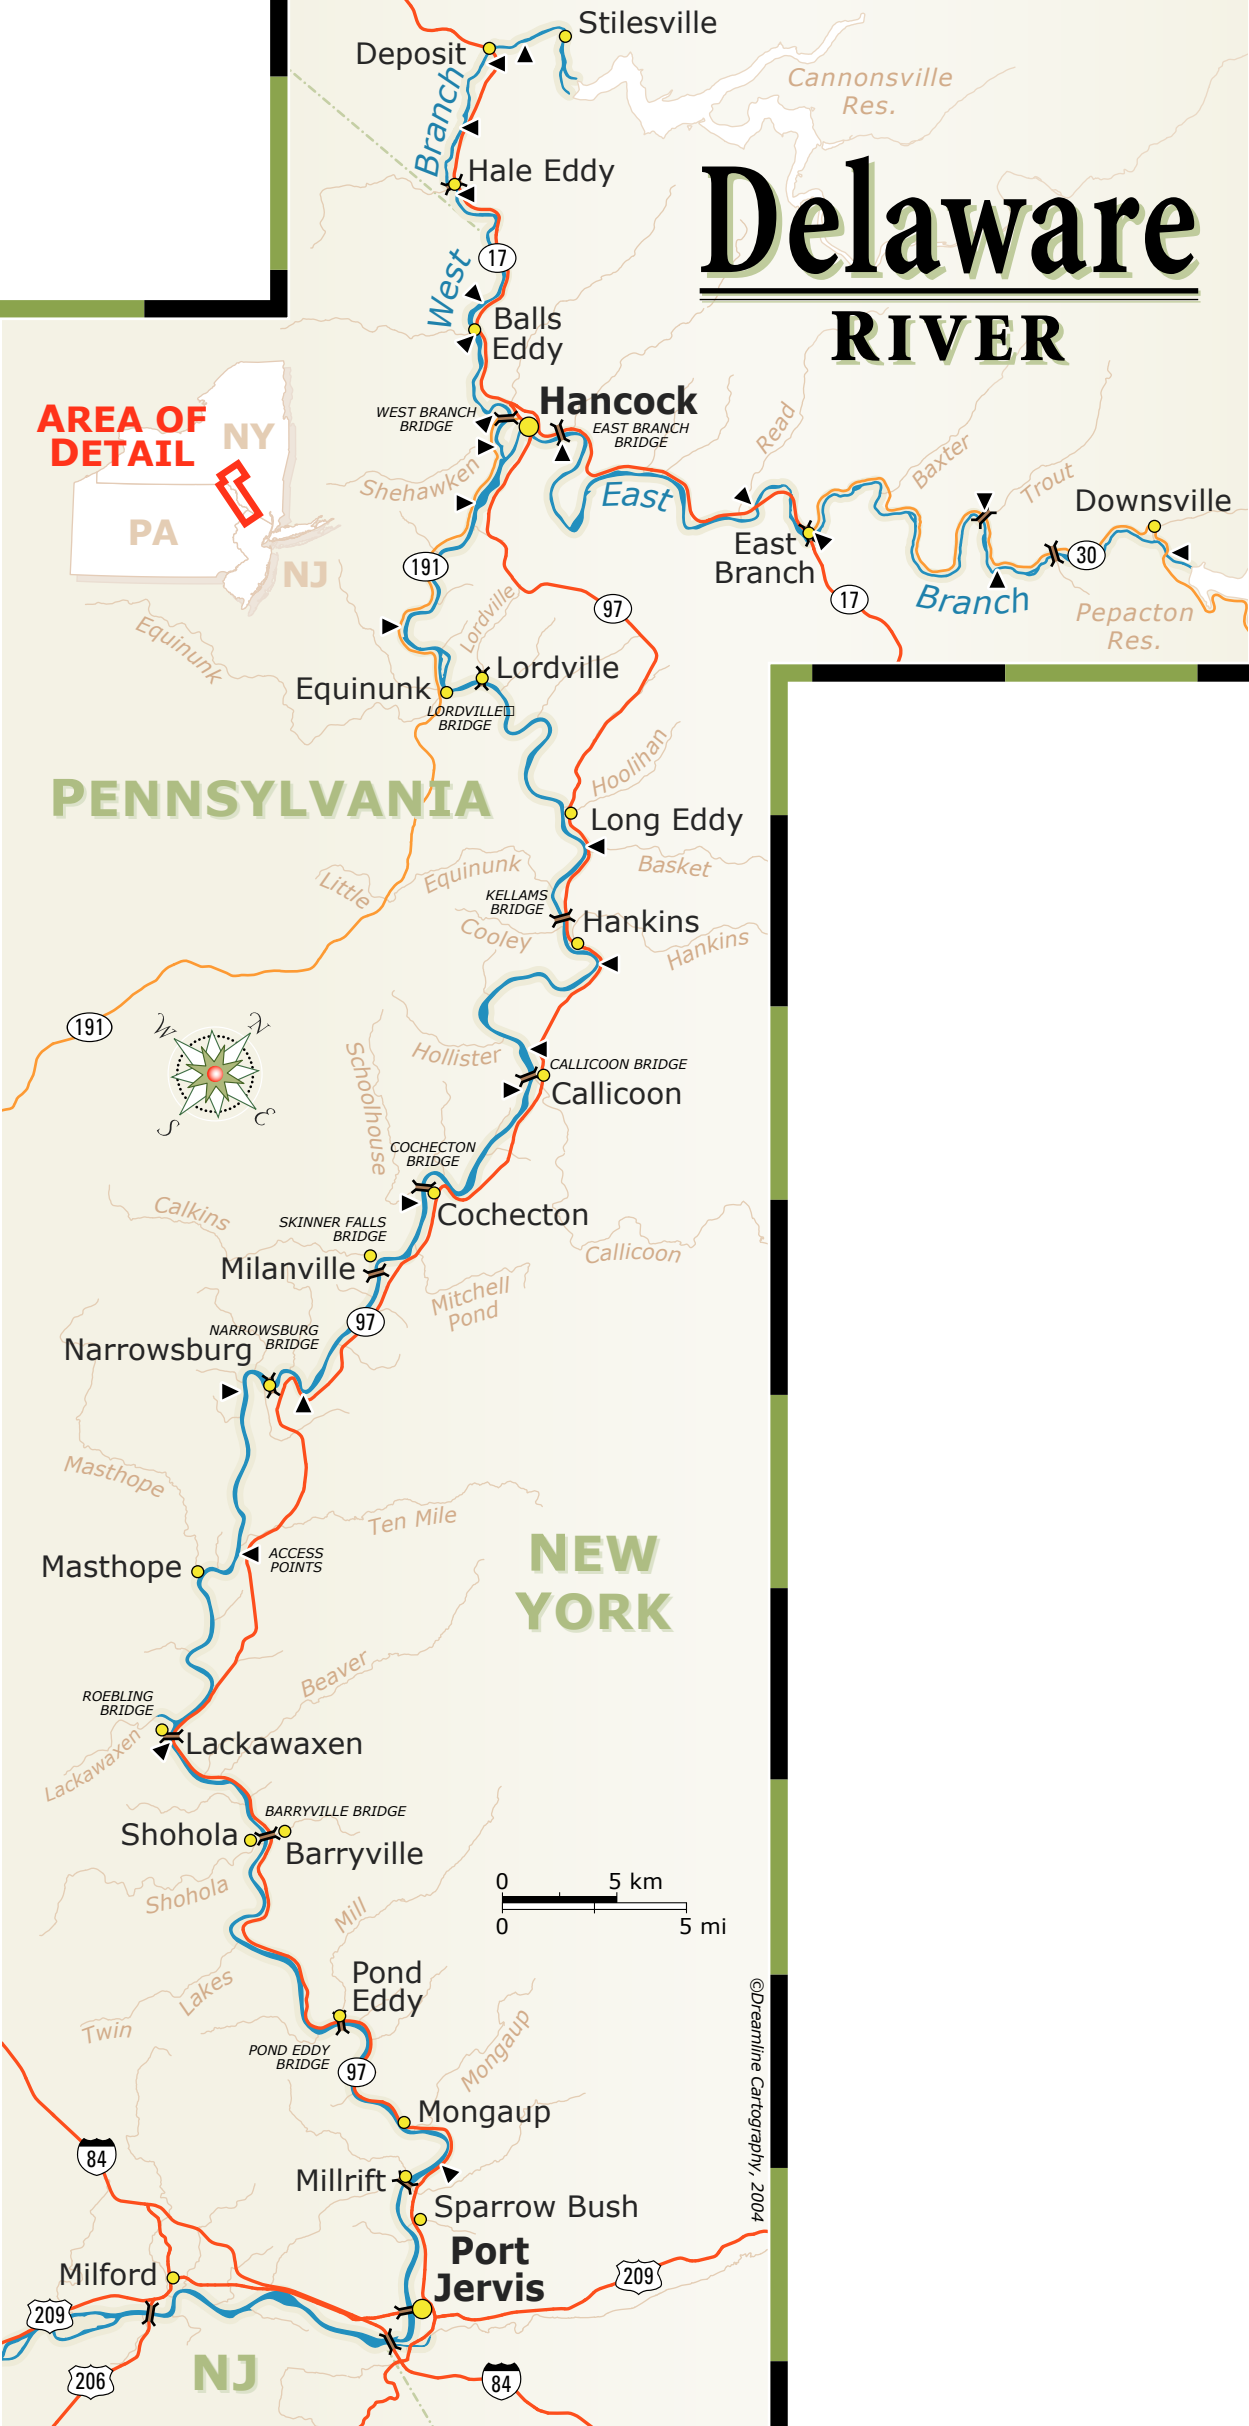 Stilesville
Deposit
Cannonsville
Res.
Branch
Hale Eddy
Delaware
RIVER
17
West
Balls
Eddy
Hancock
WEST BRANCH
BRIDGE
EAST BRANCH
BRIDGE
AREA OF
DETAIL
NY
PA
NJ
Shehawken
Read
Baxter
Trout
East
Downsville
East
Branch
30
Branch
17
Pepacton
Res.
191
97
Lordville
Equinunk
Lordville
Equinunk
LORDVILLE□
BRIDGE
Hoolihan
PENNSYLVANIA
Long Eddy
Basket
Little
Equinunk
KELLAMS
BRIDGE
Hankins
Cooley
Hankins
191
N
W
S
E
Hollister
Schoolhouse
CALLICOON BRIDGE
Callicoon
COCHECTON
BRIDGE
Cochecton
Calkins
SKINNER FALLS
BRIDGE
Milanville
Callicoon
Mitchell
Pond
97
NARROWSBURG
BRIDGE
Narrowsburg
Masthope
Ten Mile
ACCESS
POINTS
Masthope
NEW
YORK
Beaver
ROEBLING
BRIDGE
Lackawaxen
Lackawaxen
BARRYVILLE BRIDGE
Shohola
Barryville
Shohola
0 5 km
0 5 mi
Mill
Lakes
Twin
Pond
Eddy
POND EDDY
BRIDGE
97
Mongaup
Mongaup
84
Millrift
Sparrow Bush
Port
Jervis
Milford
209
209
206
NJ
84
©Dreamline Cartography, 2004